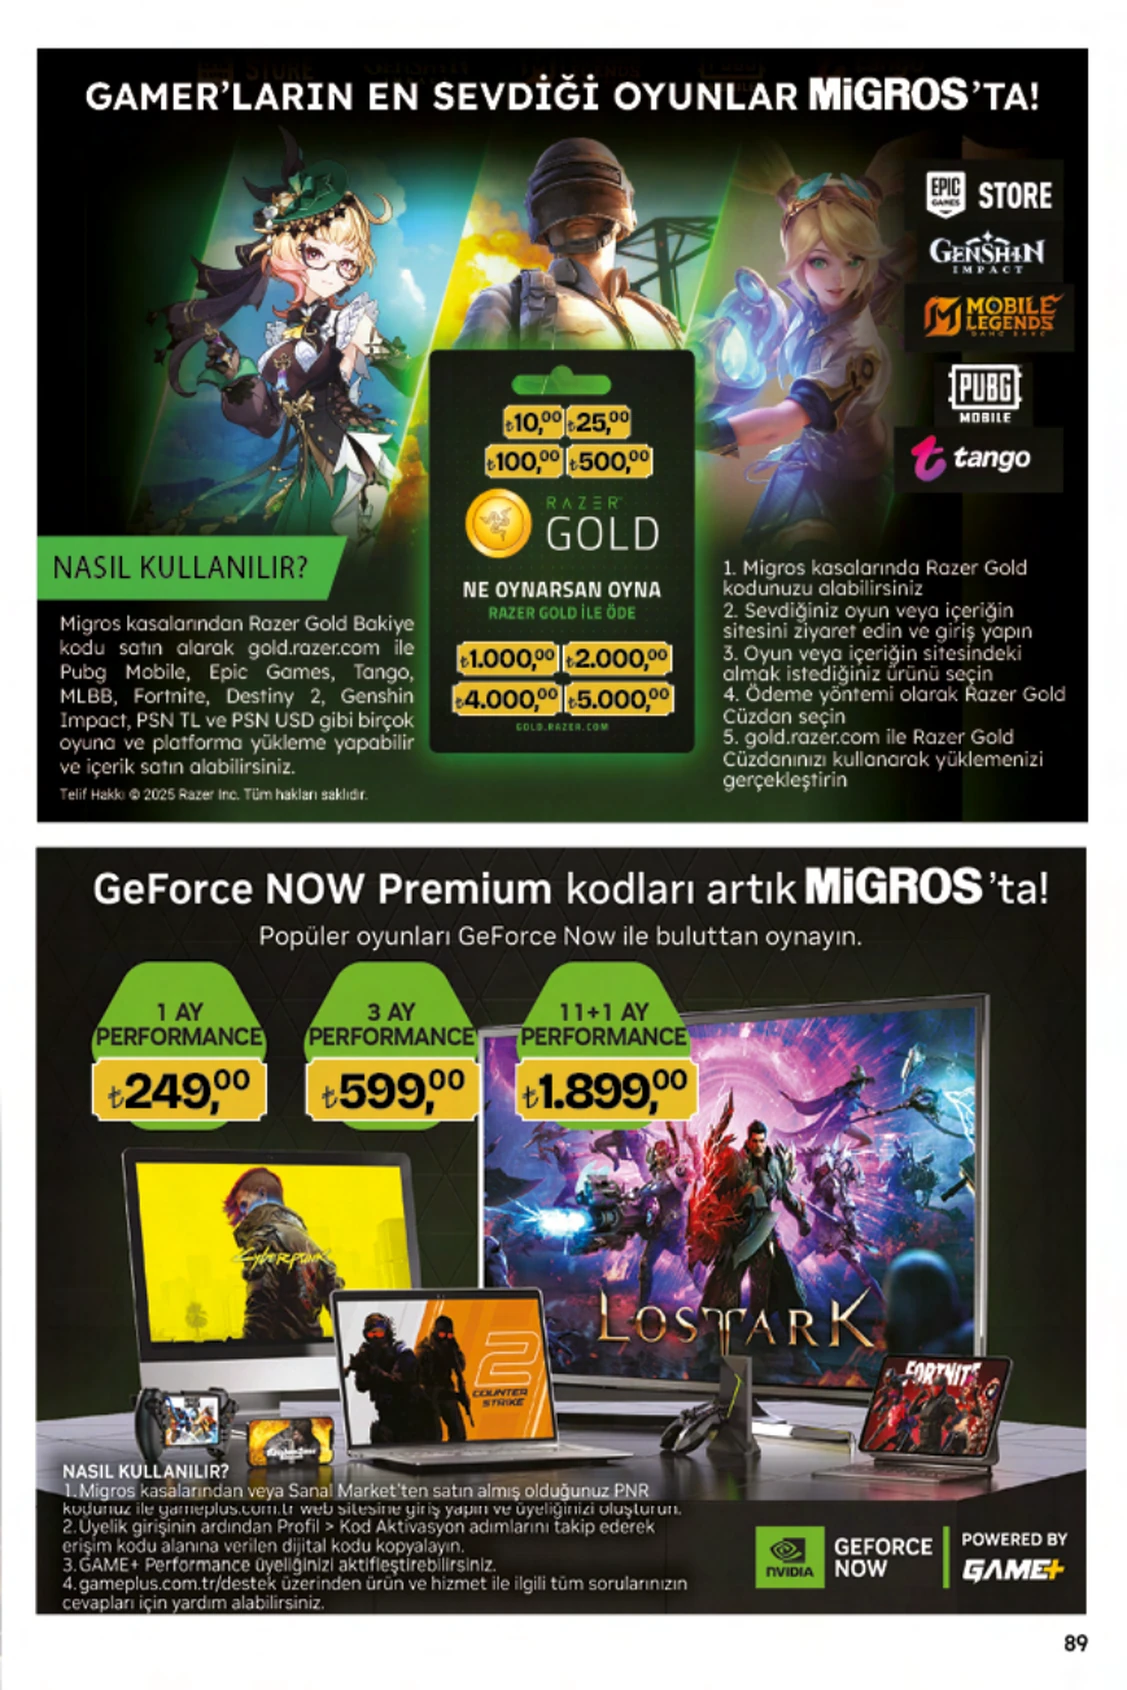 GAMER'LARIN EN SEVDİĞİ OYUNLAR MiGROS'TA!
EPIC GAMES STORE
GENSHIN IMPACT
MOBILE LEGENDS
BANG BANG
PUBG MOBILE
tango
₺10,00 ₺25,00
₺100,00 ₺500,00
RAZER GOLD
NE OYNARSAN OYNA
RAZER GOLD İLE ÖDE
₺1.000,00 ₺2.000,00
₺4.000,00 ₺5.000,00
GOLD.RAZER.COM
NASIL KULLANILIR?
Migros kasalarından Razer Gold Bakiye
kodu satın alarak gold.razer.com ile
Pubg Mobile, Epic Games, Tango,
MLBB, Fortnite, Destiny 2, Genshin
Impact, PSN TL ve PSN USD gibi birçok
oyuna ve platforma yükleme yapabilir
ve içerik satın alabilirsiniz.
Telif Hakkı © 2025 Razer Inc. Tüm hakları saklıdır.
1. Migros kasalarında Razer Gold
kodunuzu alabilirsiniz
2. Sevdiğiniz oyun veya içeriğin
sitesini ziyaret edin ve giriş yapın
3. Oyun veya içeriğin sitesindeki
almak istediğiniz ürünü seçin
4. Ödeme yöntemi olarak Razer Gold
Cüzdan seçin
5. gold.razer.com ile Razer Gold
Cüzdanınızı kullanarak yüklemenizi
gerçekleştirin
GeForce NOW Premium kodları artık MiGROS'ta!
Popüler oyunları GeForce Now ile buluttan oynayın.
1 AY
PERFORMANCE
₺249,00
3 AY
PERFORMANCE
₺599,00
11+1 AY
PERFORMANCE
₺1.899,00
CYBERPUNK
LOST ARK
2
COUNTER
STRIKE
FORTNITE
NASIL KULLANILIR?
1.Migros kasalarından veya Sanal Market'ten satın almış olduğunuz PNR
kodunuz ile gameplus.com.tr web sitesine giriş yapın ve üyeliğinizi oluşturun.
2.Üyelik girişinin ardından Profil > Kod Aktivasyon adımlarını takip ederek
erişim kodu alanına verilen dijital kodu kopyalayın.
3.GAME+ Performance üyeliğinizi aktifleştirebilirsiniz.
4.gameplus.com.tr/destek üzerinden ürün ve hizmet ile ilgili tüm sorularınızın
cevapları için yardım alabilirsiniz.
NVIDIA
GEFORCE
NOW
POWERED BY
GAME+
89